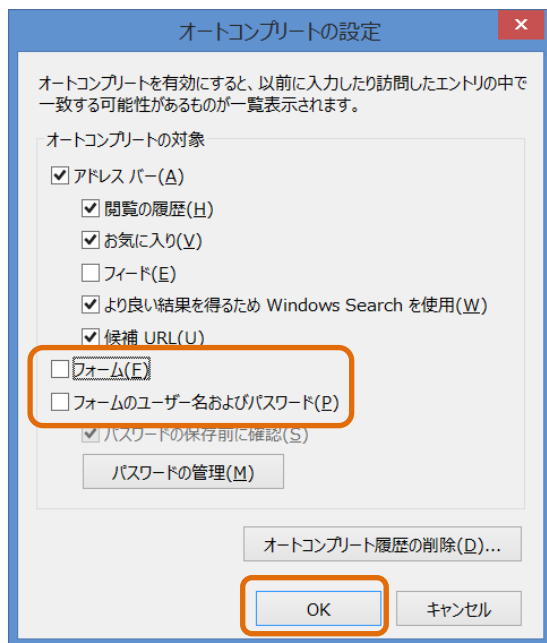 オートコンプリートの設定
オートコンプリートを有効にすると、以前に入力したり訪問したエントリの中で
一致する可能性があるものが一覧表示されます。
オートコンプリートの対象
アドレス バー(A)
閲覧の履歴(H)
お気に入り(V)
フィード(E)
より良い結果を得るため Windows Search を使用(W)
候補 URL(U)
フォーム(F)
フォームのユーザー名およびパスワード(P)
パスワードの保存前に確認(S)
パスワードの管理(M)
オートコンプリート履歴の削除(D)...
OK
キャンセル